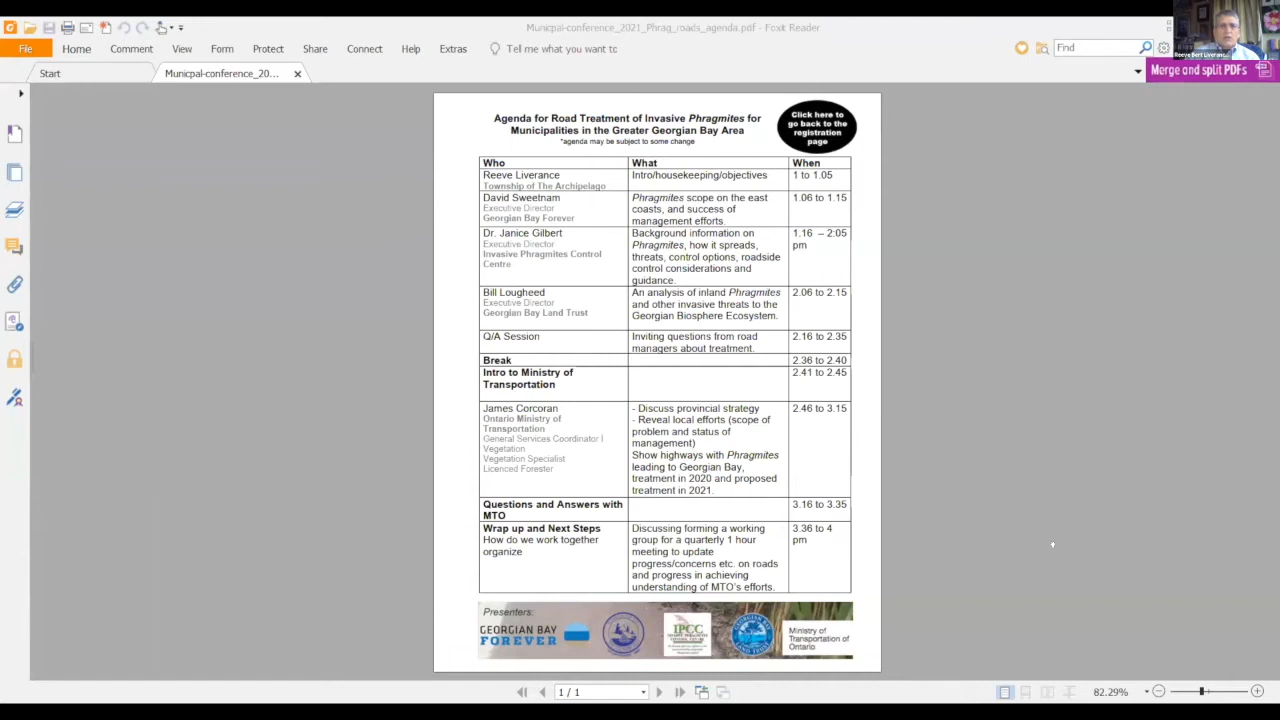 Municpal-conference_2021_Phrag_roads_agenda.pdf - Foxit Reader
File Home Comment View Form Protect Share Connect Help Extras Tell me what you want to Find
Reeve Bert Liveranc...
Start Municpal-conference_20... Merge and split PDFs
Agenda for Road Treatment of Invasive Phragmites for
Municipalities in the Greater Georgian Bay Area
*agenda may be subject to some change
Click here to
go back to the
registration
page
Who What When
Reeve Liverance Intro/housekeeping/objectives 1 to 1.05
Township of The Archipelago
David Sweetnam Phragmites scope on the east 1.06 to 1.15
Executive Director coasts, and success of
Georgian Bay Forever management efforts.
Dr. Janice Gilbert Background information on 1.16 – 2:05
Executive Director Phragmites, how it spreads, pm
Invasive Phragmites Control threats, control options, roadside
Centre control considerations and
guidance.
Bill Lougheed An analysis of inland Phragmites 2.06 to 2.15
Executive Director and other invasive threats to the
Georgian Bay Land Trust Georgian Biosphere Ecosystem.
Q/A Session Inviting questions from road 2.16 to 2.35
managers about treatment.
Break 2.36 to 2.40
Intro to Ministry of 2.41 to 2.45
Transportation
James Corcoran - Discuss provincial strategy 2.46 to 3.15
Ontario Ministry of - Reveal local efforts (scope of
Transportation problem and status of
General Services Coordinator I management)
Vegetation Show highways with Phragmites
Vegetation Specialist leading to Georgian Bay,
Licenced Forester treatment in 2020 and proposed
treatment in 2021.
Questions and Answers with 3.16 to 3.35
MTO
Wrap up and Next Steps Discussing forming a working 3.36 to 4
How do we work together group for a quarterly 1 hour pm
organize meeting to update
progress/concerns etc. on roads
and progress in achieving
understanding of MTO's efforts.
Presenters:
GEORGIAN BAY
FOREVER
IPCC
GEORGIAN BAY
LAND TRUST
Ministry of
Transportation of
Ontario
1 / 1 82.29%